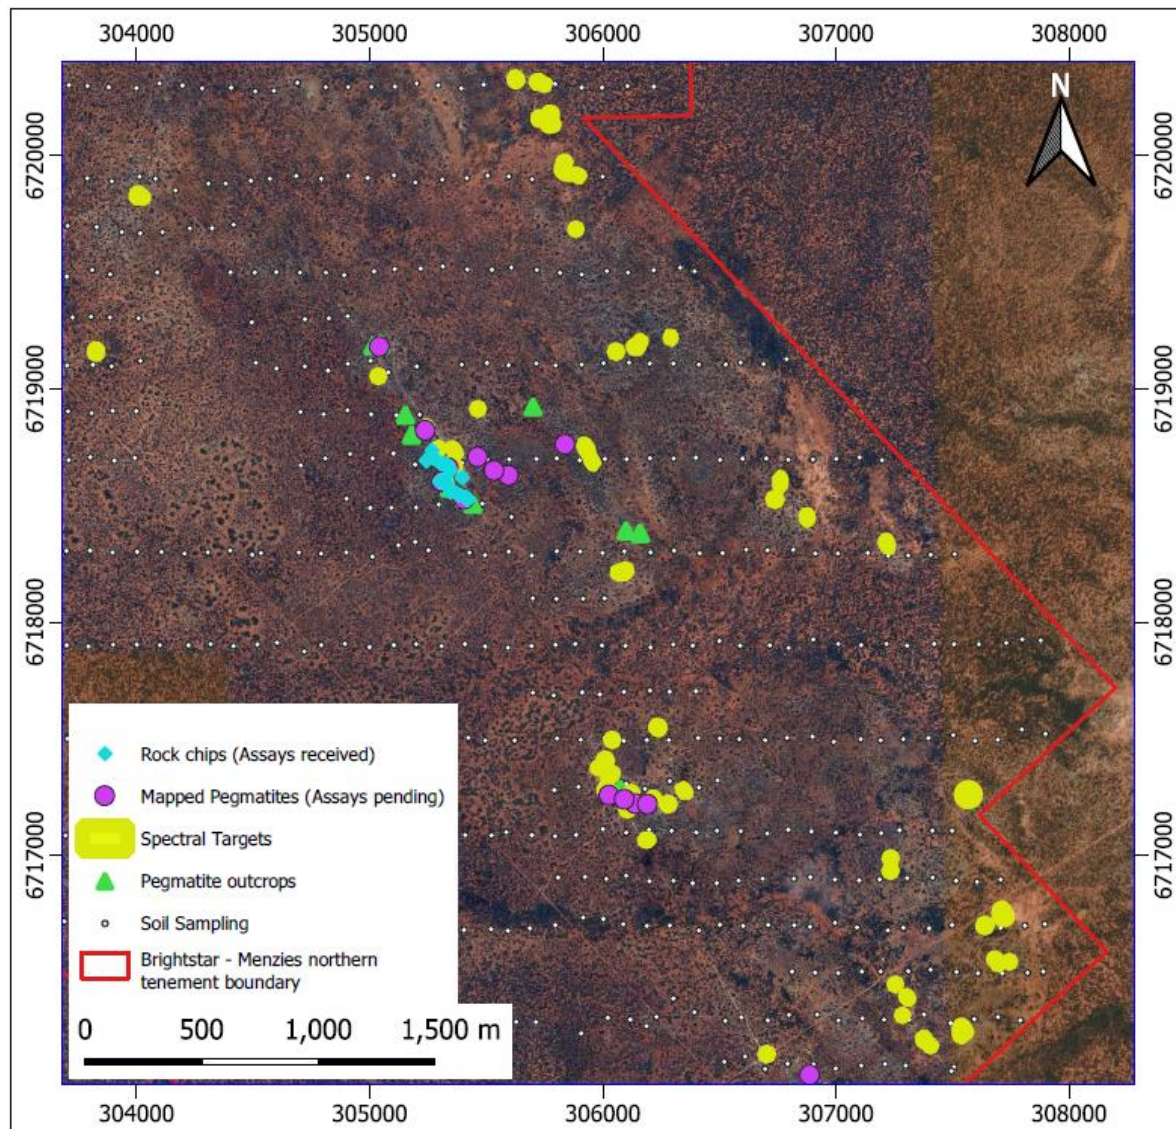 304000 305000 306000 307000 308000
N
6720000 6720000
6719000 6719000
6718000 6718000
6717000 6717000
Rock chips (Assays received)
Mapped Pegmatites (Assays pending)
Spectral Targets
Pegmatite outcrops
Soil Sampling
Brightstar - Menzies northern
tenement boundary
0 500 1,000 1,500 m
304000 305000 306000 307000 308000